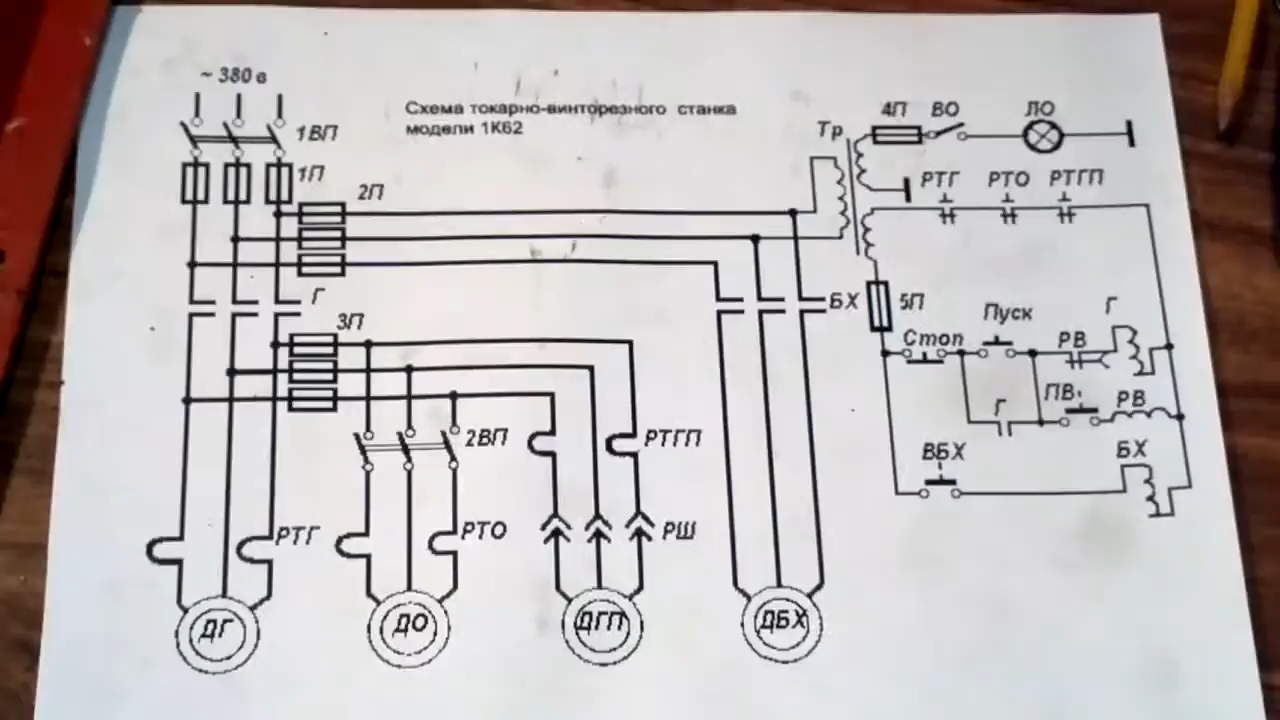 ~ 380 в
Схема токарно-винторезного станка
модели 1К62
1ВП
1П
2П
Тр
4П ВО ЛО
РТГ РТО РТГП
Г
3П
БХ
5П
Пуск
Г
Стоп
РВ
ПВ
РВ
Г
2ВП
РТГП
ВБХ
БХ
РТГ
РТО
РШ
ДГ
ДО
ДГП
ДБХ